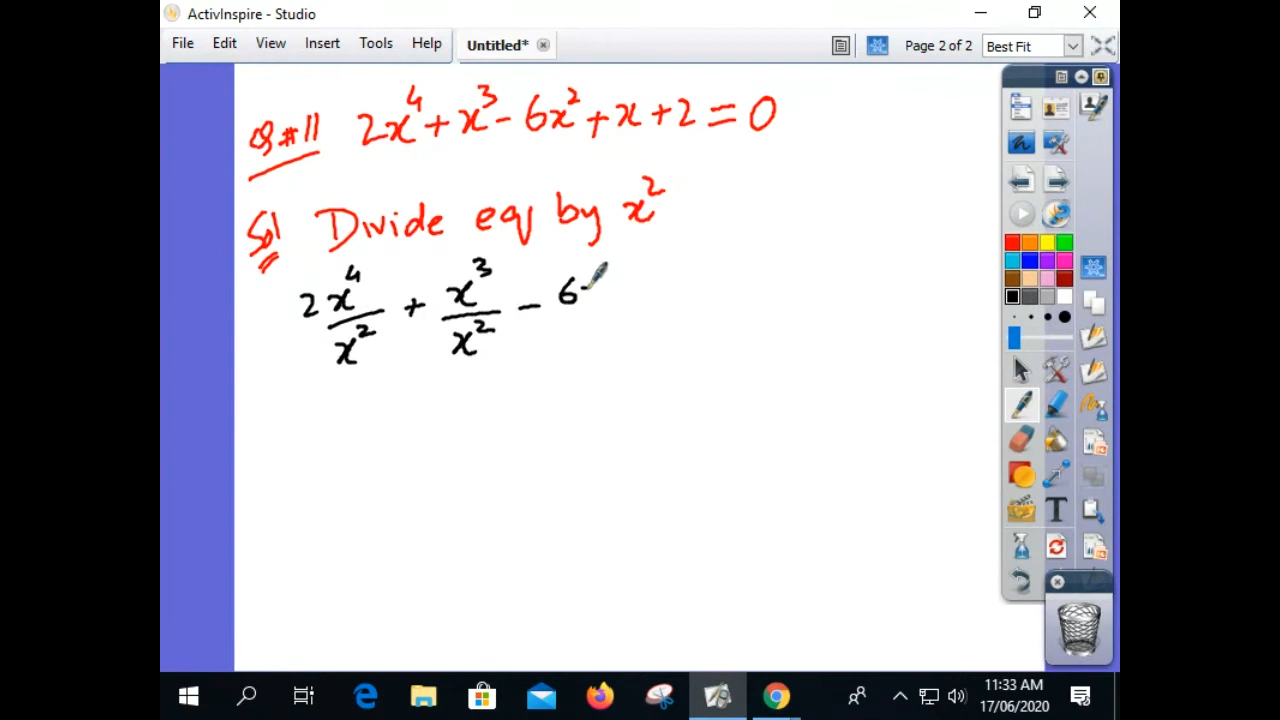 ActivInspire - Studio
File Edit View Insert Tools Help Untitled* Page 2 of 2 Best Fit
Q#11 2x⁴+x³-6x²+x+2=0
Sol Divide eq by x²
2x⁴/x² + x³/x² - 6
11:33 AM
17/06/2020